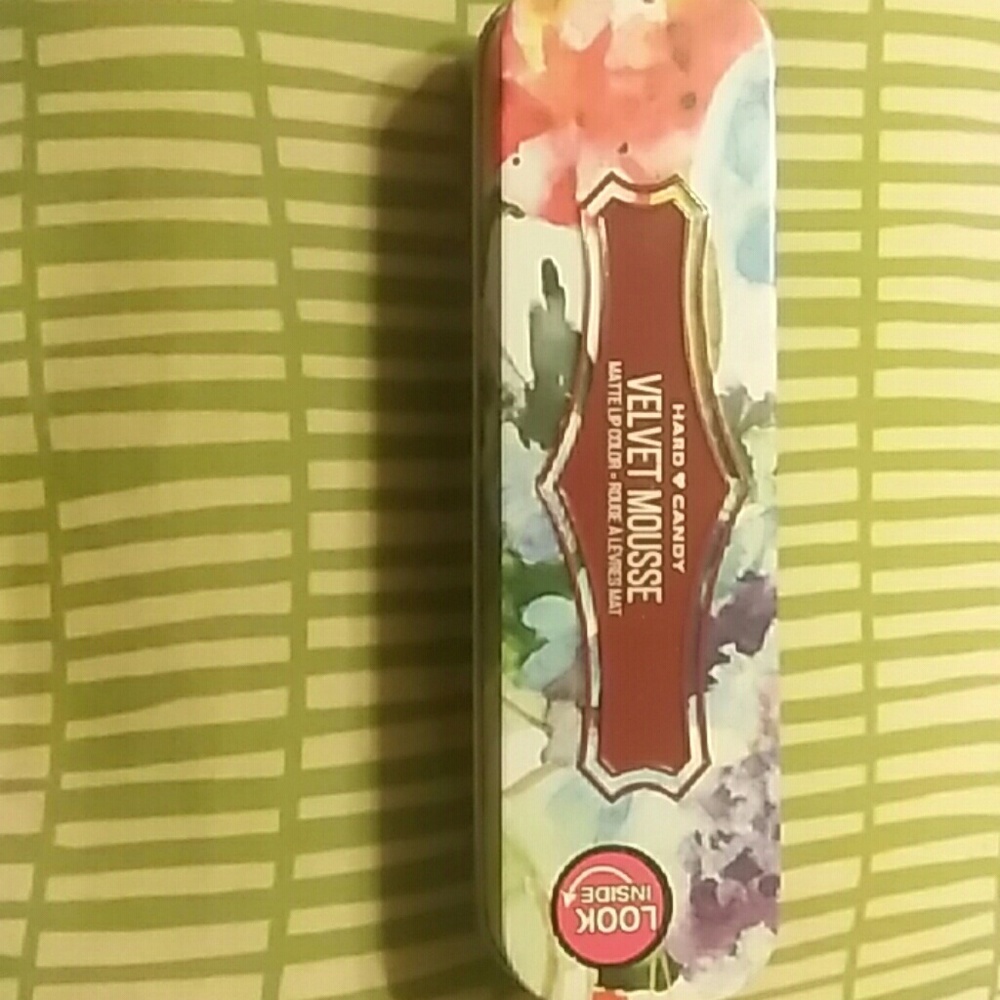 HARD ♥ CANDY
VELVET MOUSSE
MATTE LIP COLOR • ROUGE À LÈVRES MAT
LOOK
INSIDE